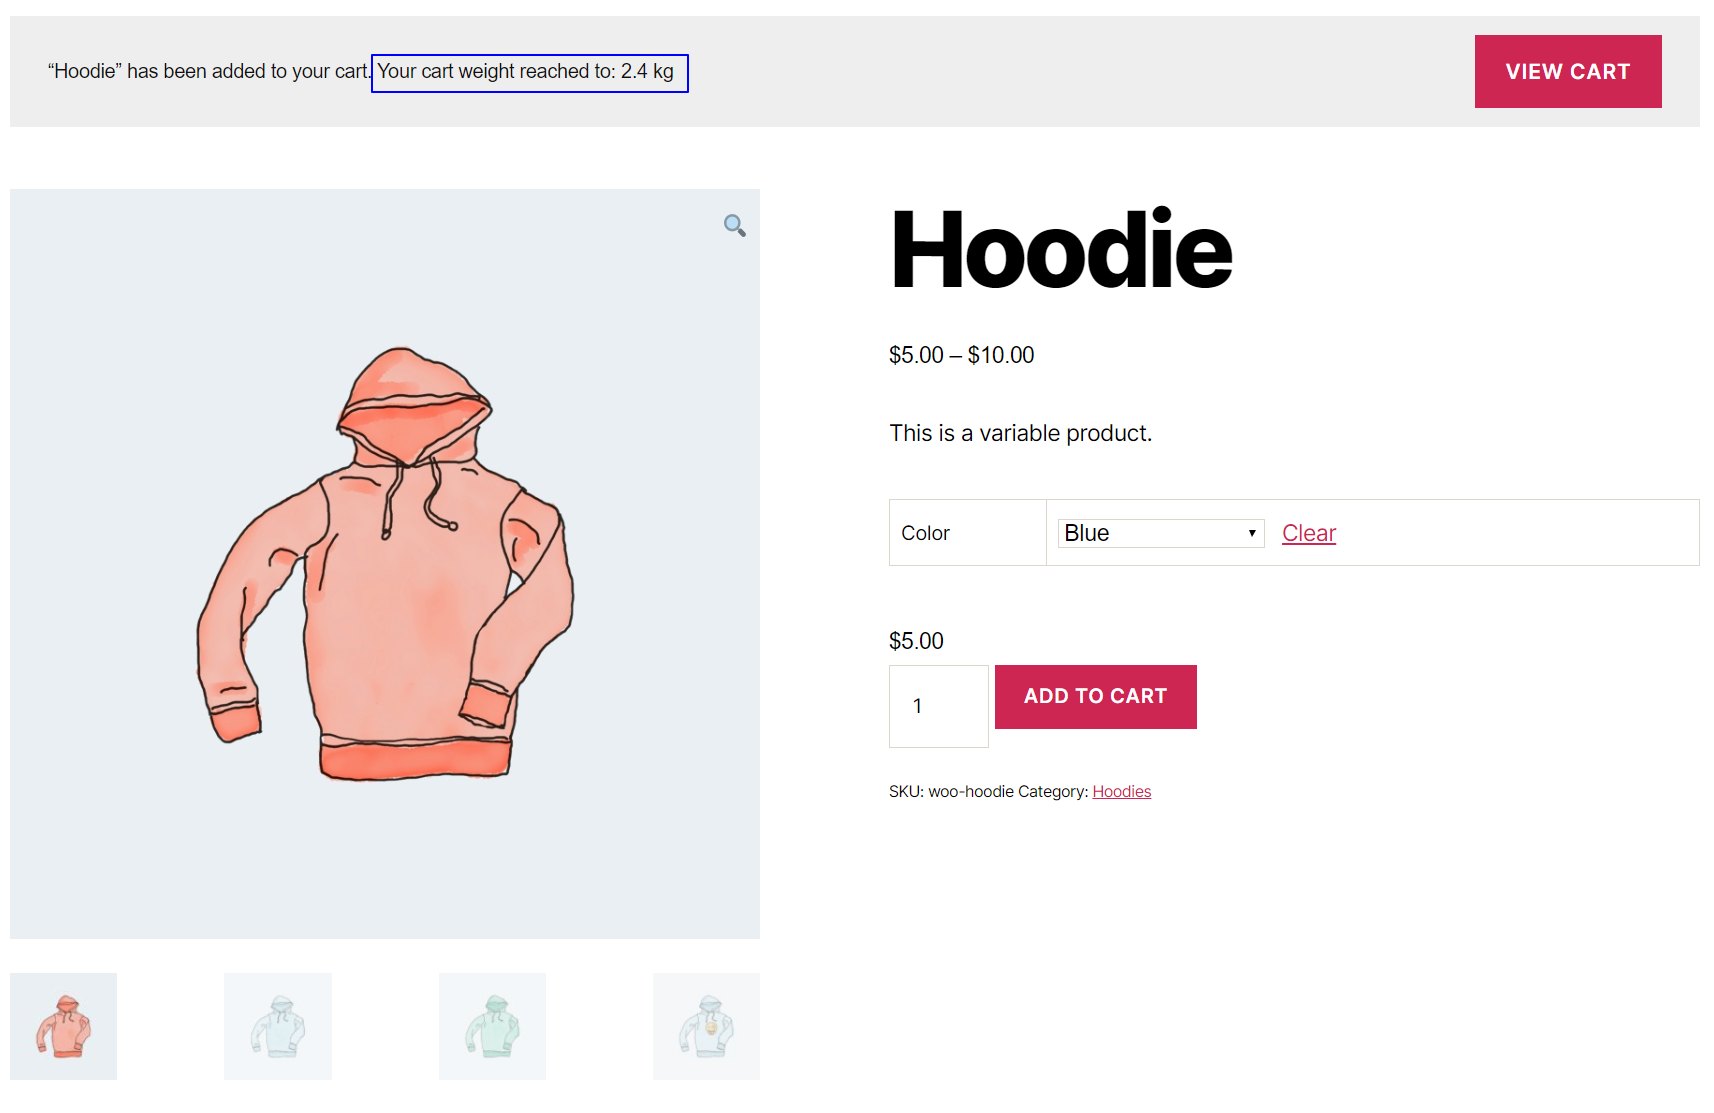 “Hoodie” has been added to your cart. Your cart weight reached to: 2.4 kg
VIEW CART
Hoodie
$5.00 – $10.00
This is a variable product.
Color
Blue
Clear
$5.00
1
ADD TO CART
SKU: woo-hoodie Category: Hoodies